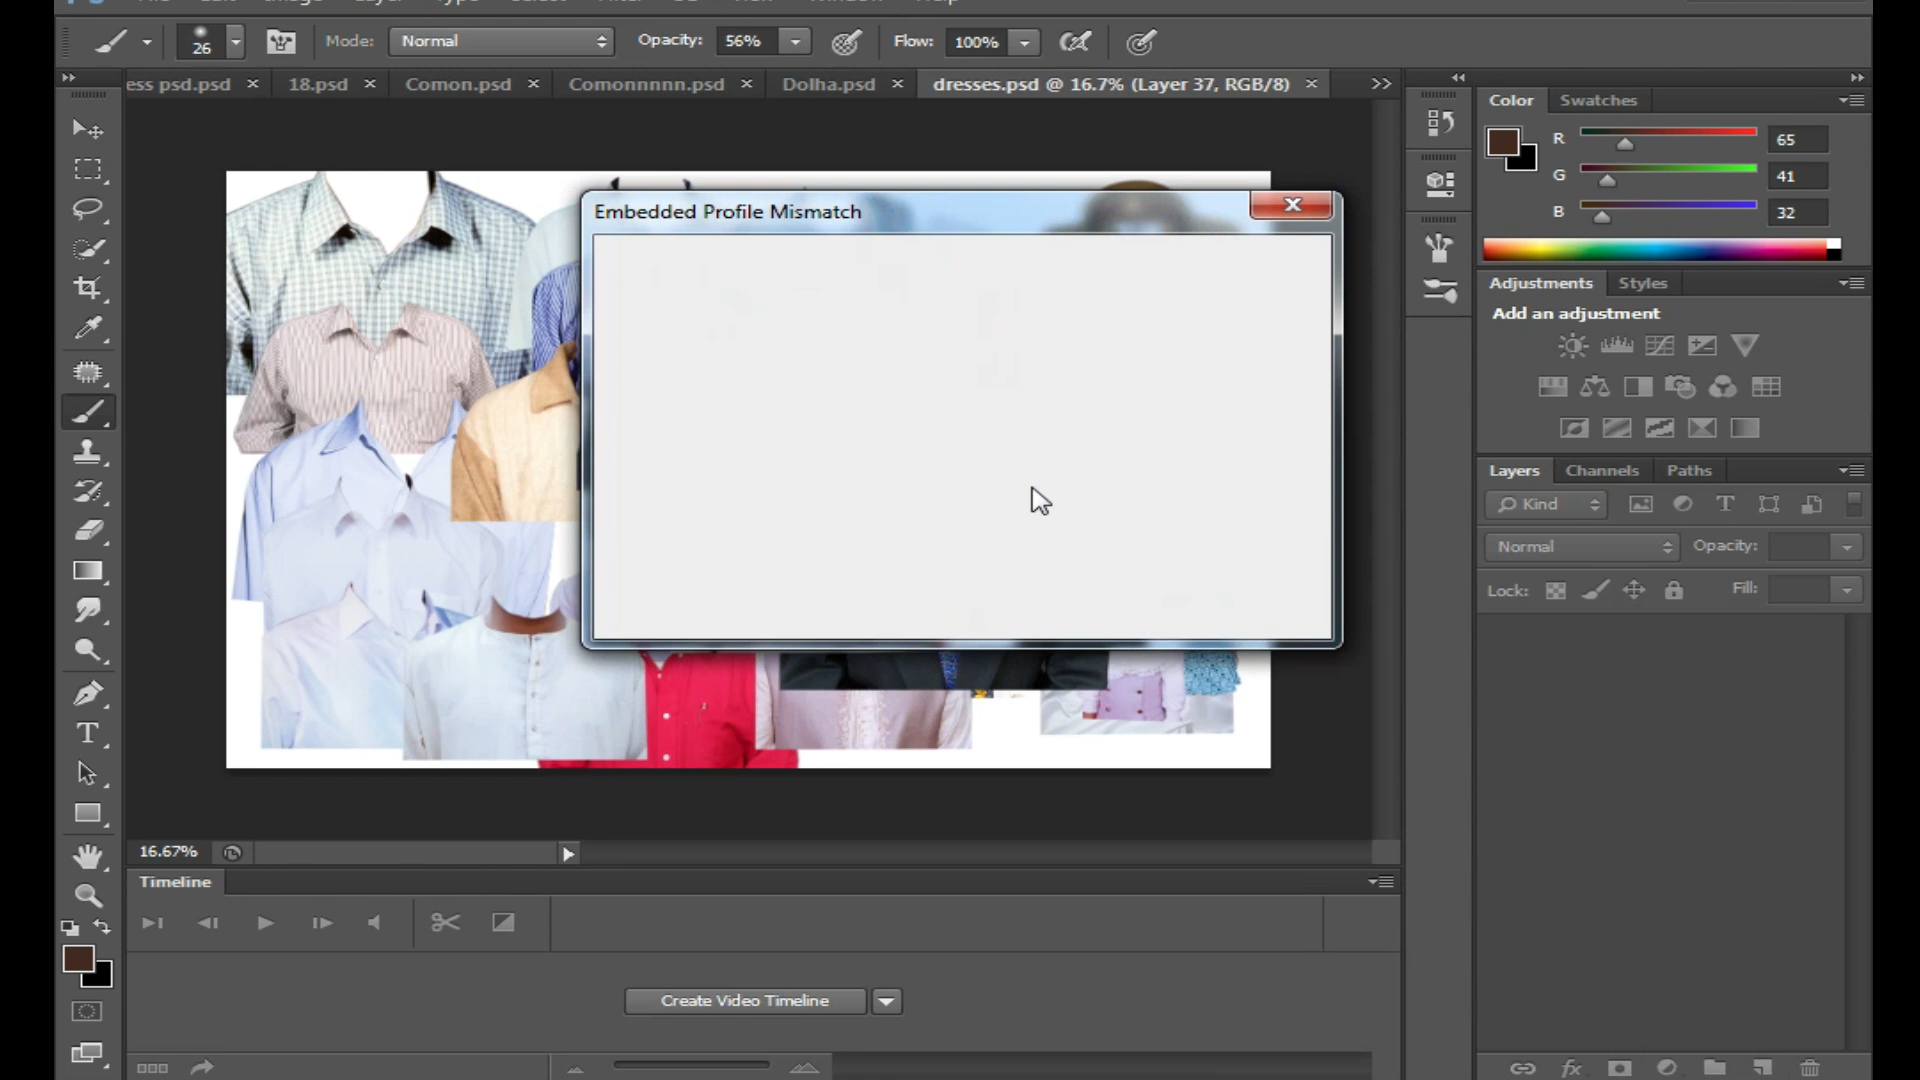 26
Mode: Normal
Opacity: 56%
Flow: 100%
ess psd.psd
18.psd
Comon.psd
Comonnnnn.psd
Dolha.psd
dresses.psd @ 16.7% (Layer 37, RGB/8)
Embedded Profile Mismatch
Color
Swatches
R 65
G 41
B 32
Adjustments
Styles
Add an adjustment
Layers
Channels
Paths
Kind
Normal
Opacity:
Lock:
Fill:
16.67%
Timeline
Create Video Timeline